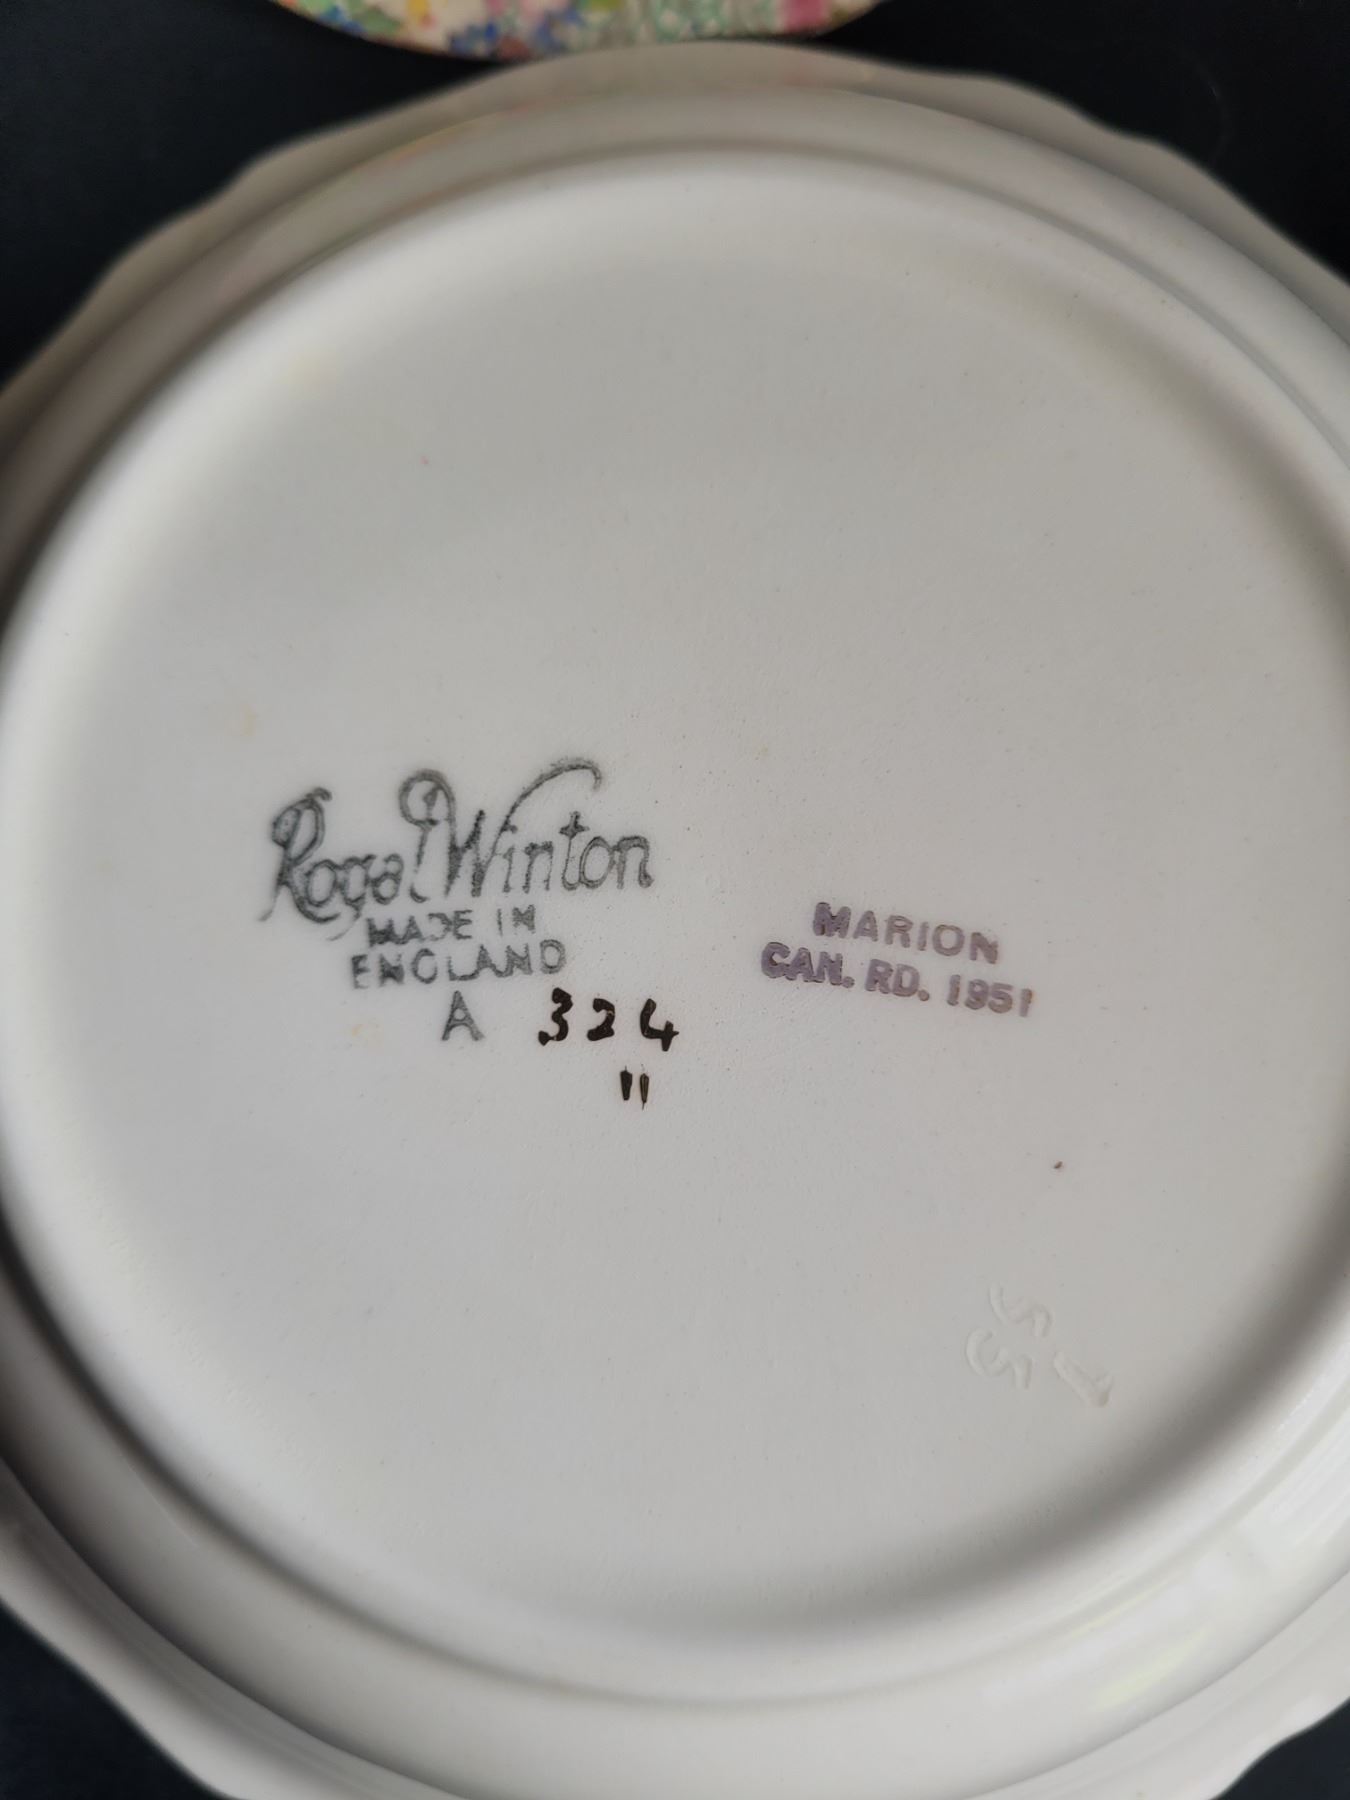 Royal Winton
MADE IN
ENGLAND
A 324
"
MARION
CAN. RD. 1951